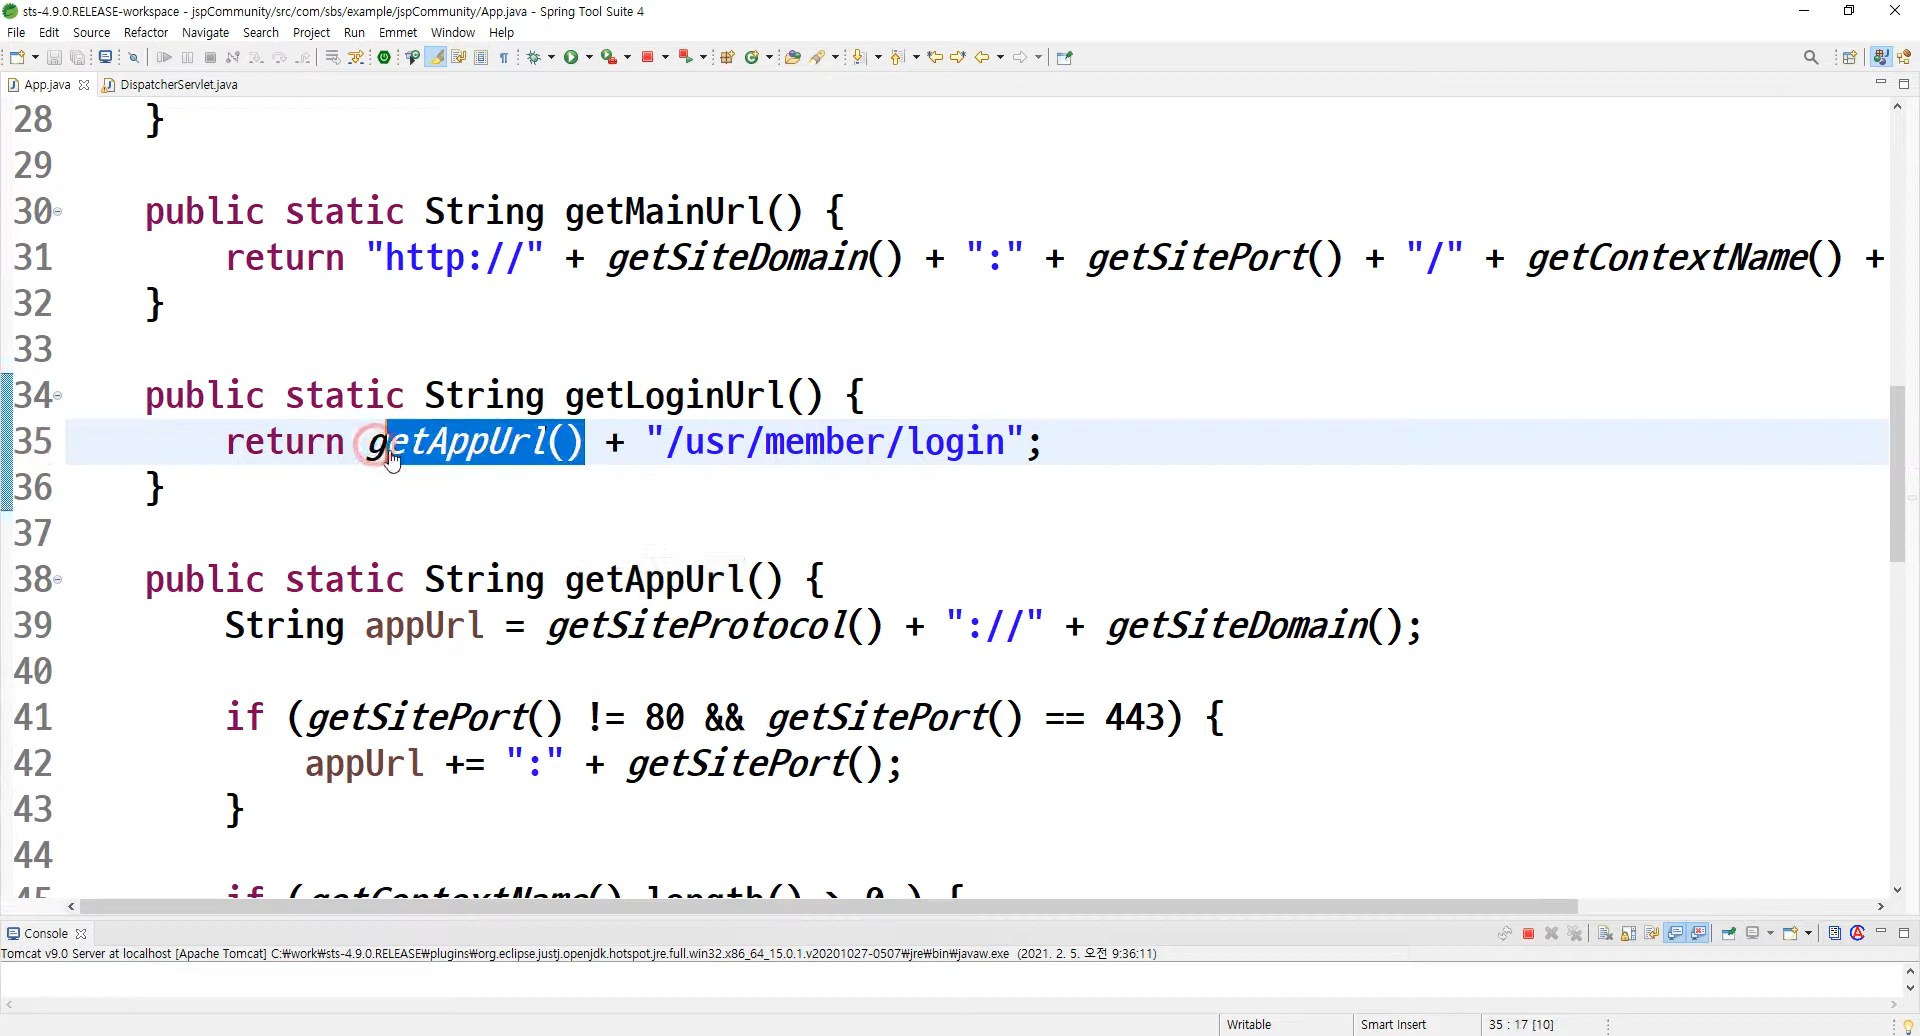 sts-4.9.0.RELEASE-workspace - jspCommunity/src/com/sbs/example/jspCommunity/App.java - Spring Tool Suite 4
File Edit Source Refactor Navigate Search Project Run Emmet Window Help
App.java DispatcherServlet.java
28 }
29
30 public static String getMainUrl() {
31 return "http://" + getSiteDomain() + ":" + getSitePort() + "/" + getContextName() +
32 }
33
34 public static String getLoginUrl() {
35 return getAppUrl() + "/usr/member/login";
36 }
37
38 public static String getAppUrl() {
39 String appUrl = getSiteProtocol() + "://" + getSiteDomain();
40
41 if (getSitePort() != 80 && getSitePort() == 443) {
42 appUrl += ":" + getSitePort();
43 }
44
45 if (getContextName().length() > 0 ) {
Console
Tomcat v9.0 Server at localhost [Apache Tomcat] C:₩work₩sts-4.9.0.RELEASE₩plugins₩org.eclipse.justj.openjdk.hotspot.jre.full.win32.x86_64_15.0.1.v20201027-0507₩jre₩bin₩javaw.exe (2021. 2. 5. 오전 9:36:11)
Writable Smart Insert 35 : 17 [10]